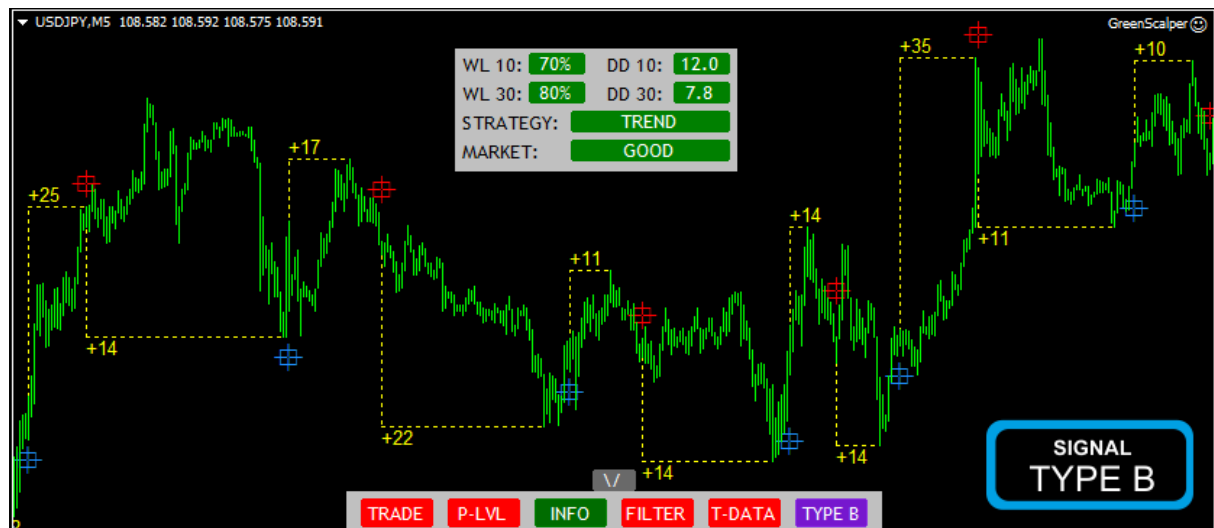 USDJPY,M5 108.582 108.592 108.575 108.591
GreenScalper☺
WL 10: 70% DD 10: 12.0
WL 30: 80% DD 30: 7.8
STRATEGY: TREND
MARKET: GOOD
+35
+10
+17
+25
+14
+11
+11
+14
+22
+14
+14
SIGNAL
TYPE B
\/
TRADE P-LVL INFO FILTER T-DATA TYPE B